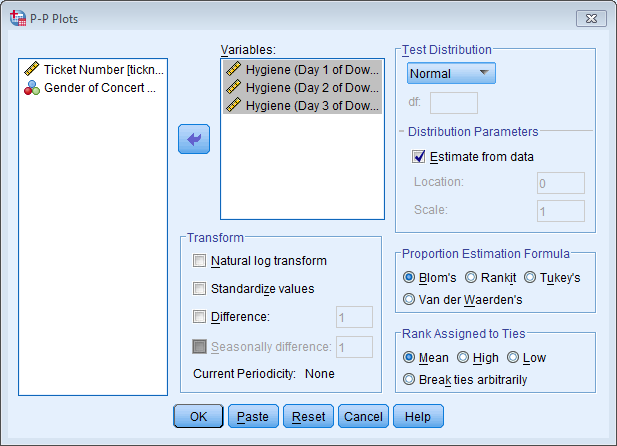 P-P Plots
Ticket Number [tickn...
Gender of Concert ...
Variables:
Hygiene (Day 1 of Dow...
Hygiene (Day 2 of Dow...
Hygiene (Day 3 of Dow...
Test Distribution
Normal
df:
Distribution Parameters
Estimate from data
Location: 0
Scale: 1
Transform
Natural log transform
Standardize values
Difference: 1
Seasonally difference: 1
Current Periodicity: None
Proportion Estimation Formula
Blom's Rankit Tukey's
Van der Waerden's
Rank Assigned to Ties
Mean High Low
Break ties arbitrarily
OK Paste Reset Cancel Help